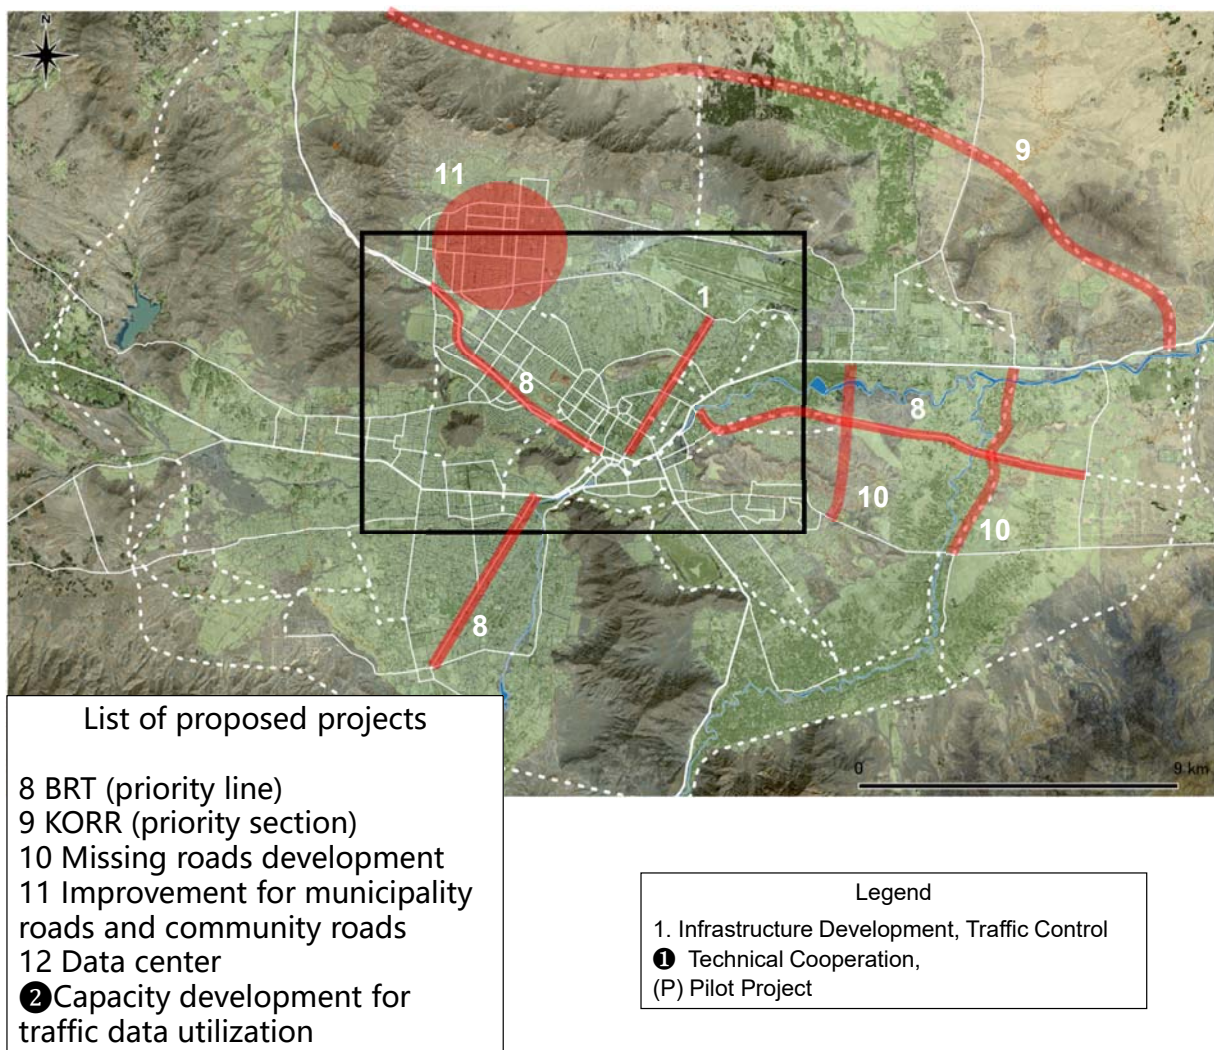 N
9
11
1
8
8
10
10
8
0 9 km
List of proposed projects
8 BRT (priority line)
9 KORR (priority section)
10 Missing roads development
11 Improvement for municipality
roads and community roads
12 Data center
❷Capacity development for
traffic data utilization
Legend
1. Infrastructure Development, Traffic Control
❶ Technical Cooperation,
(P) Pilot Project